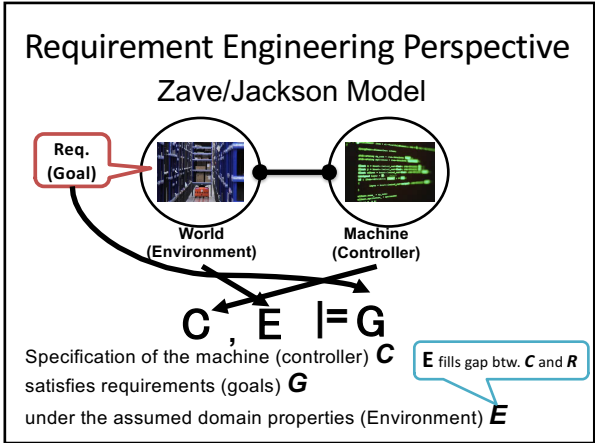 Requirement Engineering Perspective
Zave/Jackson Model
Req.
(Goal)
World
(Environment)
Machine
(Controller)
C , E |= G
Specification of the machine (controller) C
satisfies requirements (goals) G
under the assumed domain properties (Environment) E
E fills gap btw. C and R